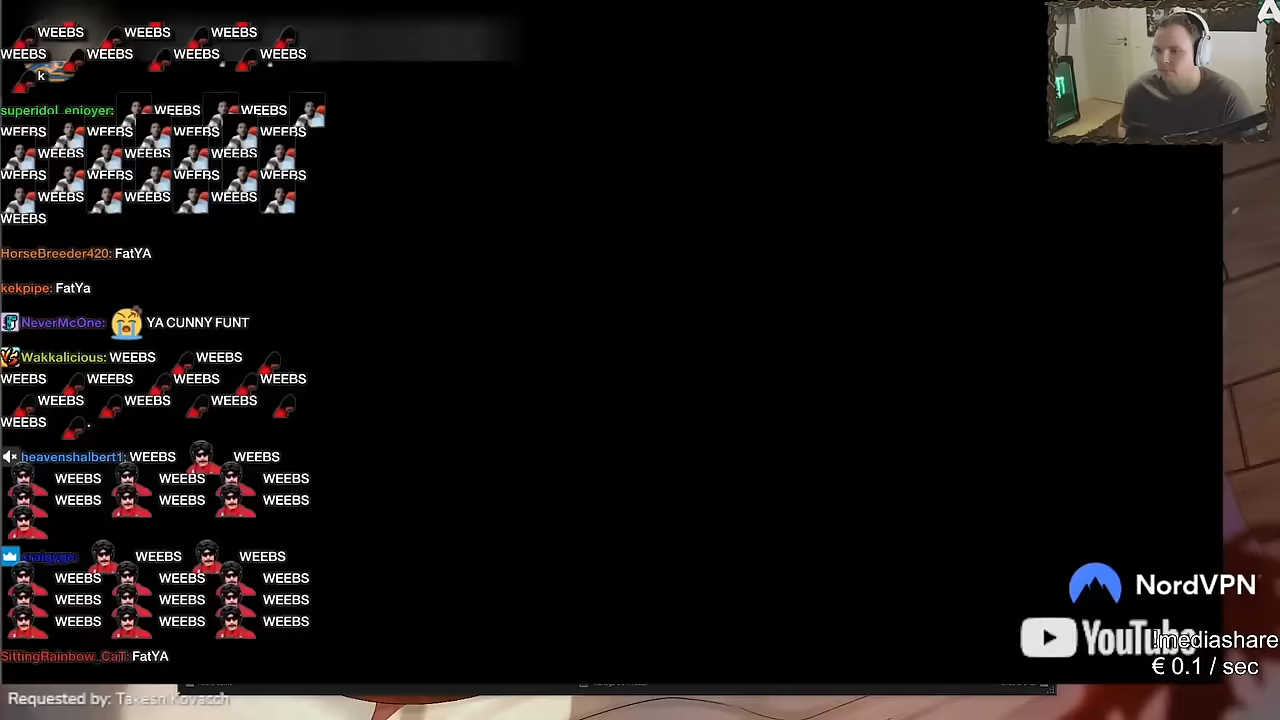 WEEBS WEEBS WEEBS
WEEBS WEEBS WEEBS WEEBS
k
superidol_enjoyer: WEEBS WEEBS
WEEBS WEEBS WEEBS WEEBS
WEEBS WEEBS WEEBS
WEEBS WEEBS WEEBS WEEBS
WEEBS WEEBS WEEBS
WEEBS
HorseBreeder420: FatYA
kekpipe: FatYa
NeverMcOne: YA CUNNY FUNT
Wakkalicious: WEEBS WEEBS
WEEBS WEEBS WEEBS WEEBS
WEEBS WEEBS WEEBS
WEEBS .
heavenshalbert1: WEEBS WEEBS
WEEBS WEEBS WEEBS
WEEBS WEEBS WEEBS
WEEBS WEEBS
WEEBS WEEBS WEEBS
WEEBS WEEBS WEEBS
WEEBS WEEBS WEEBS
SittingRainbow_CaT: FatYA
NordVPN
YouTube
!mediashare
€ 0.1 / sec
Requested by: Takesh Kovacch